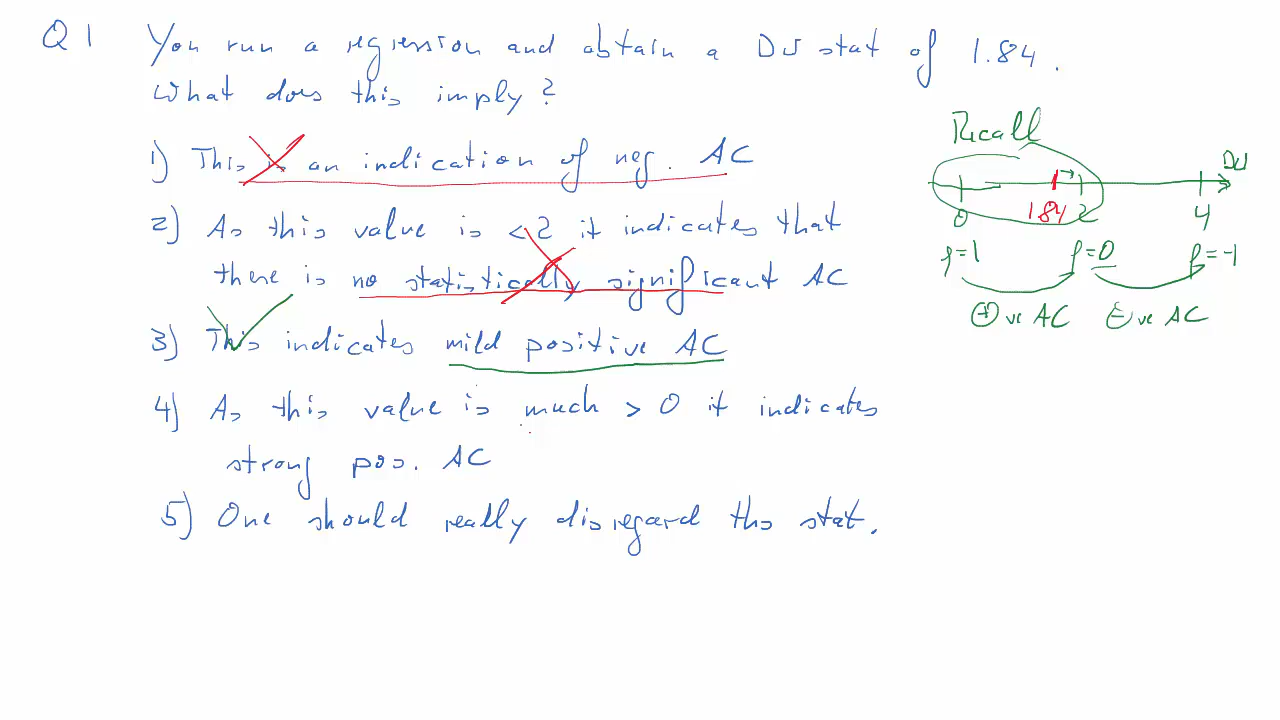 Q 1 You run a regression and obtain a DW stat of 1.84.
What does this imply?
1) This is an indication of neg. AC
2) As this value is < 2 it indicates that
there is no statistically significant AC
3) This indicates mild positive AC
4) As this value is much > 0 it indicates
strong pos. AC
5) One should really disregard ths stat.
Recall
DW
0 1.84 2 4
ρ=1 ρ=0 ρ=-1
⊕ve AC ⊖ve AC